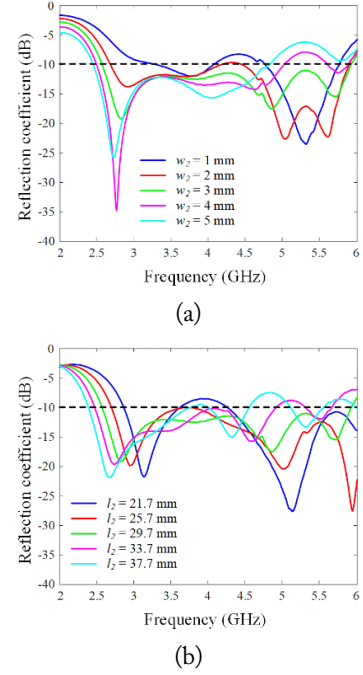 0
-5
-10
-15
-20
-25
-30
-35
-40
Reflection coefficient (dB)
w2 = 1 mm
w2 = 2 mm
w2 = 3 mm
w2 = 4 mm
w2 = 5 mm
2 2.5 3 3.5 4 4.5 5 5.5 6
Frequency (GHz)
(a)
0
-5
-10
-15
-20
-25
-30
-35
-40
Reflection coefficient (dB)
l2 = 21.7 mm
l2 = 25.7 mm
l2 = 29.7 mm
l2 = 33.7 mm
l2 = 37.7 mm
2 2.5 3 3.5 4 4.5 5 5.5 6
Frequency (GHz)
(b)